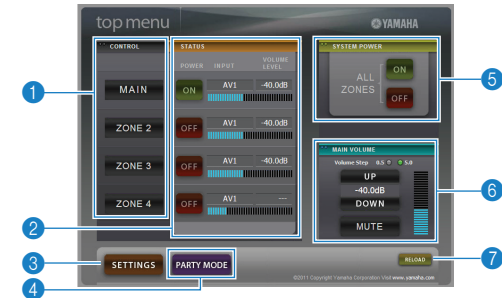 top menu
YAMAHA
CONTROL
MAIN
ZONE 2
ZONE 3
ZONE 4
STATUS
POWER INPUT VOLUME LEVEL
ON AV1 -40.0dB
OFF AV1 -40.0dB
OFF AV1 -40.0dB
OFF AV1 ---
SYSTEM POWER
ALL ZONES
ON
OFF
MAIN VOLUME
Volume Step 0.5 5.0
UP
-40.0dB
DOWN
MUTE
SETTINGS
PARTY MODE
RELOAD
©2011 Copyright Yamaha Corporation Visit www.yamaha.com
1
2
3
4
5
6
7